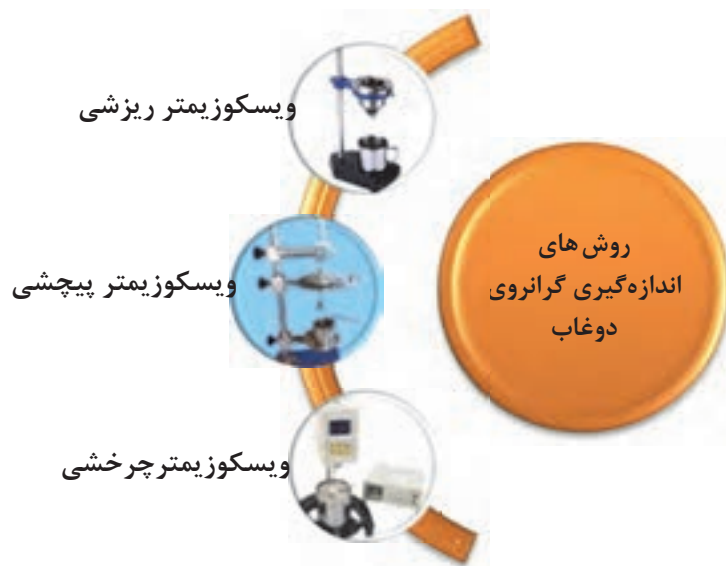 روش‌های
اندازه‌گیری گرانروی
دوغاب
ویسکوزیمتر ریزشی
ویسکوزیمتر پیچشی
ویسکوزیمترچرخشی